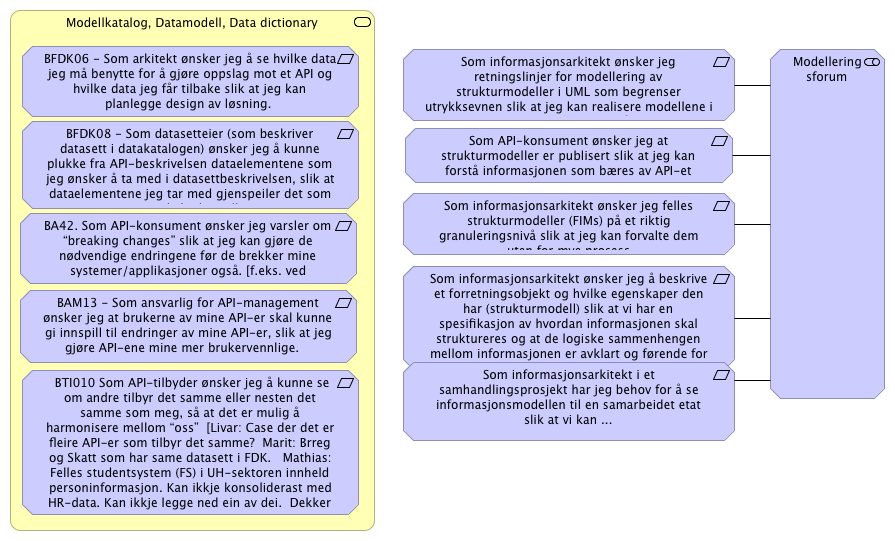 Modellkatalog, Datamodell, Data dictionary
BFDK06 – Som arkitekt ønsker jeg å se hvilke data
jeg må benytte for å gjøre oppslag mot et API og
hvilke data jeg får tilbake slik at jeg kan
planlegge design av løsning.
BFDK08 – Som datasetteier (som beskriver
datasett i datakatalogen) ønsker jeg å kunne
plukke fra API-beskrivelsen dataelementene som
jeg ønsker å ta med i datasettbeskrivelsen, slik at
dataelementene jeg tar med gjenspeiler det som
BA42. Som API-konsument ønsker jeg varsler om
“breaking changes” slik at jeg kan gjøre de
nødvendige endringene før de brekker mine
systemer/applikasjoner også. [f.eks. ved
BAM13 – Som ansvarlig for API-management
ønsker jeg at brukerne av mine API-er skal kunne
gi innspill til endringer av mine API-er, slik at jeg
gjøre API-ene mine mer brukervennlige.
BTI010 Som API-tilbyder ønsker jeg å kunne se
om andre tilbyr det samme eller nesten det
samme som meg, så at det er mulig å
harmonisere mellom “oss”  [Livar: Case der det er
fleire API-er som tilbyr det samme?  Marit: Brreg
og Skatt som har same datasett i FDK.   Mathias:
Felles studentsystem (FS) i UH-sektoren innheld
personinformasjon. Kan ikkje konsoliderast med
HR-data. Kan ikkje legge ned ein av dei.  Dekker
Som informasjonsarkitekt ønsker jeg
retningslinjer for modellering av
strukturmodeller i UML som begrenser
utrykksevnen slik at jeg kan realisere modellene i
Som API-konsument ønsker jeg at
strukturmodeller er publisert slik at jeg kan
forstå informasjonen som bæres av API-et
Som informasjonsarkitekt ønsker jeg felles
strukturmodeller (FIMs) på et riktig
granuleringsnivå slik at jeg kan forvalte dem
uten for mye prosess
Som informasjonsarkitekt ønsker jeg å beskrive
et forretningsobjekt og hvilke egenskaper den
har (strukturmodell) slik at vi har en
spesifikasjon av hvordan informasjonen skal
struktureres og at de logiske sammenhengen
mellom informasjonen er avklart og førende for
Som informasjonsarkitekt i et
samhandlingsprosjekt har jeg behov for å se
informasjonsmodellen til en samarbeidet etat
slik at vi kan ...
Modellering
sforum